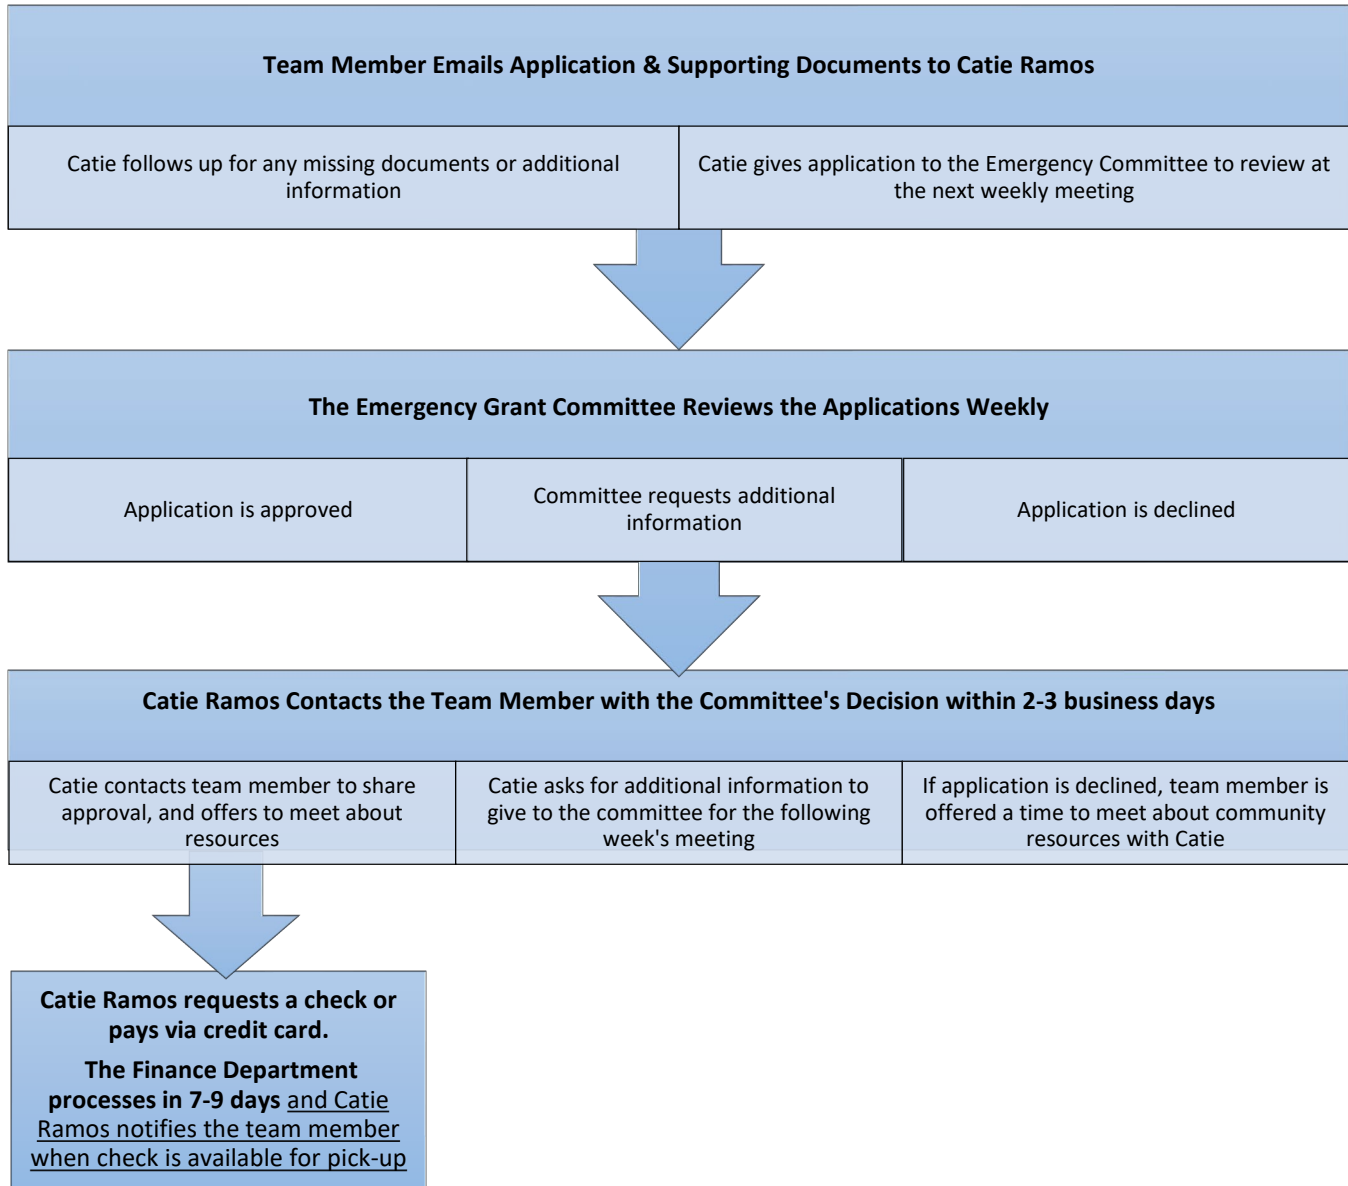 Team Member Emails Application & Supporting Documents to Catie Ramos
Catie follows up for any missing documents or additional
information
Catie gives application to the Emergency Committee to review at
the next weekly meeting
The Emergency Grant Committee Reviews the Applications Weekly
Application is approved
Committee requests additional
information
Application is declined
Catie Ramos Contacts the Team Member with the Committee's Decision within 2-3 business days
Catie contacts team member to share
approval, and offers to meet about
resources
Catie asks for additional information to
give to the committee for the following
week's meeting
If application is declined, team member is
offered a time to meet about community
resources with Catie
Catie Ramos requests a check or
pays via credit card.
The Finance Department
processes in 7-9 days and Catie
Ramos notifies the team member
when check is available for pick-up